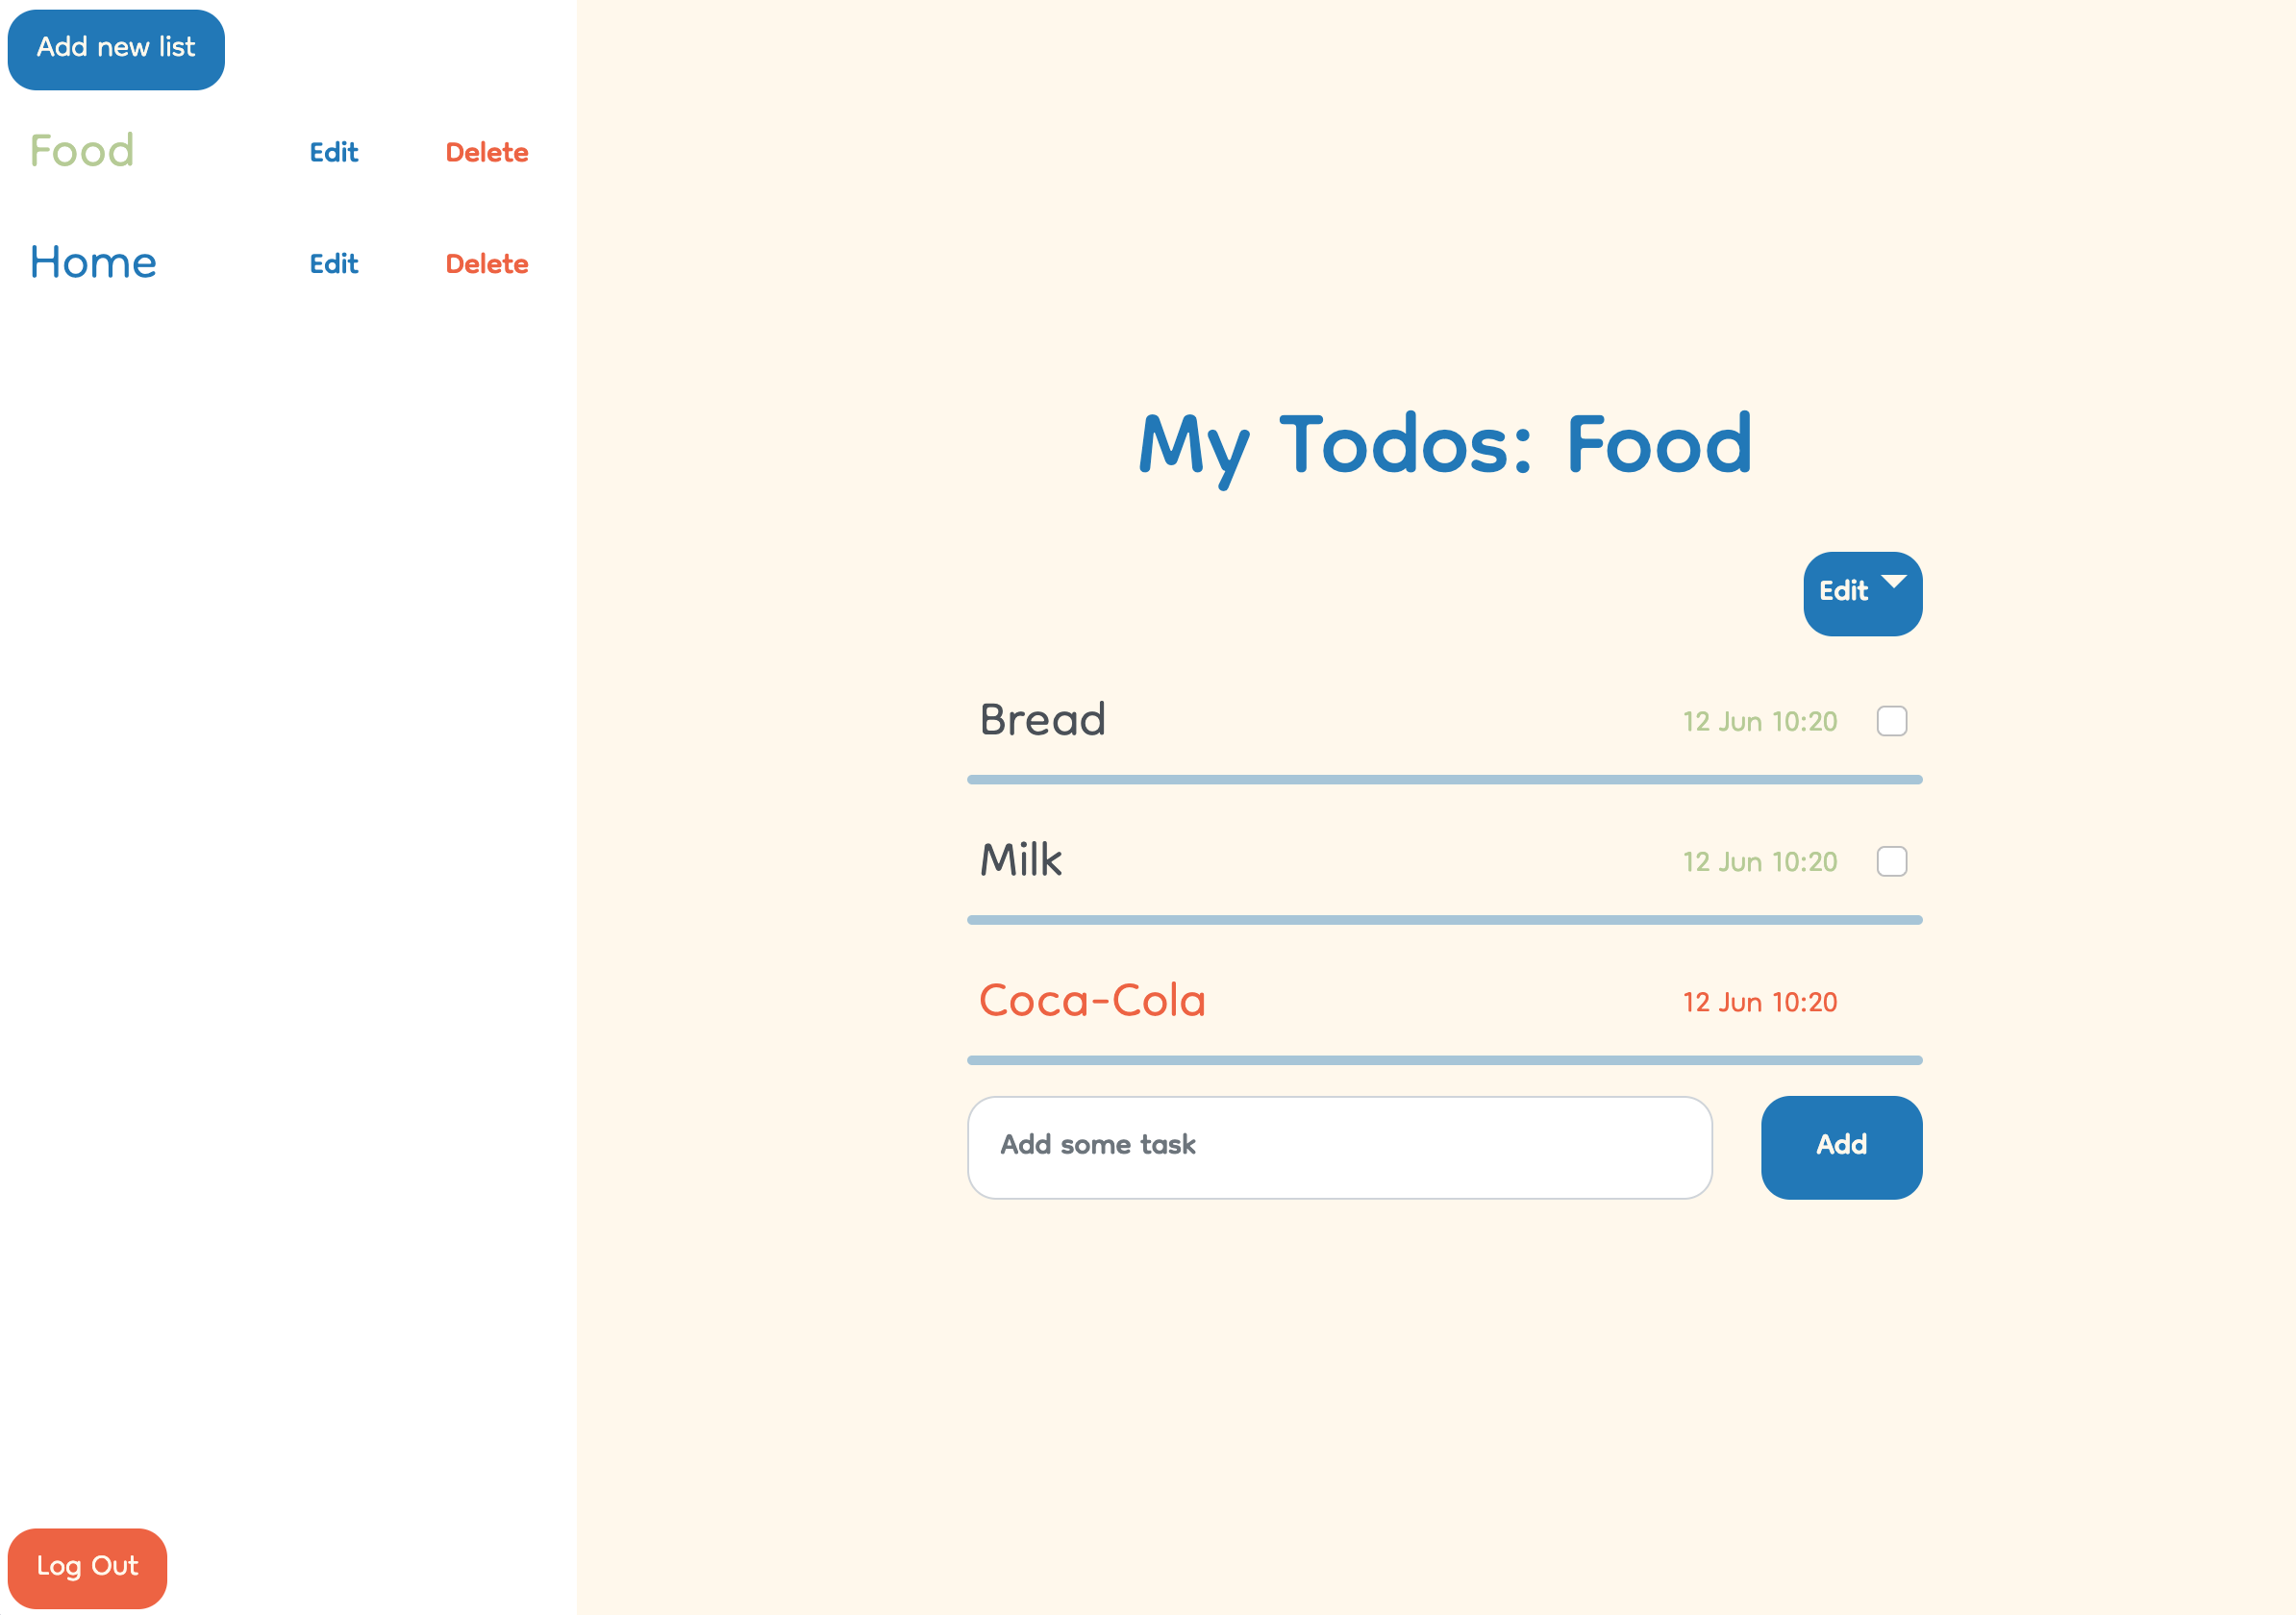 Add new list
Food Edit Delete
Home Edit Delete
Log Out
My Todos: Food
Edit
Bread 12 Jun 10:20
Milk 12 Jun 10:20
Coca-Cola 12 Jun 10:20
Add some task Add